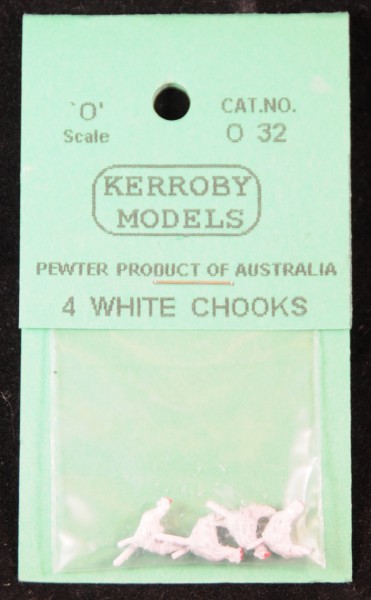 `O' CAT.NO.
Scale O 32
KERROBY
MODELS
PEWTER PRODUCT OF AUSTRALIA
4 WHITE CHOOKS